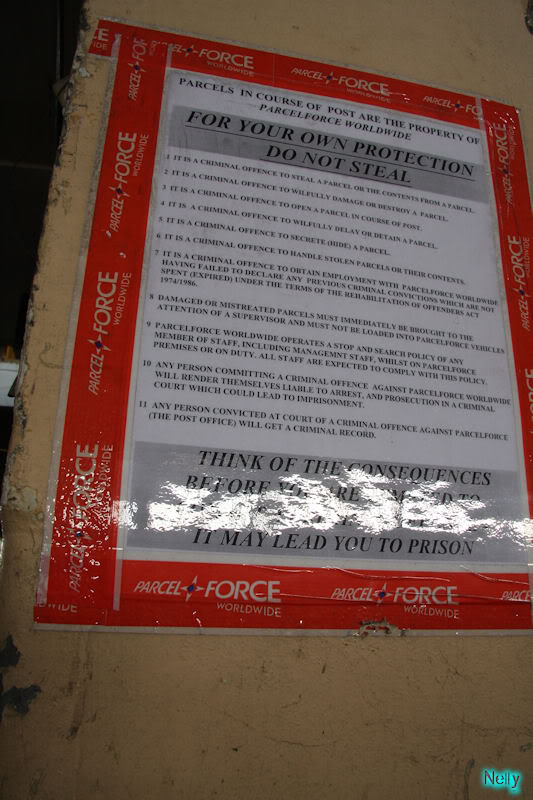 PARCEL FORCE
WORLDWIDE
PARCELS IN COURSE OF POST ARE THE PROPERTY OF
PARCELFORCE WORLDWIDE
FOR YOUR OWN PROTECTION
DO NOT STEAL
1 IT IS A CRIMINAL OFFENCE TO STEAL A PARCEL OR THE CONTENTS FROM A PARCEL.
2 IT IS A CRIMINAL OFFENCE TO WILFULLY DAMAGE OR DESTROY A PARCEL.
3 IT IS A CRIMINAL OFFENCE TO OPEN A PARCEL IN COURSE OF POST.
4 IT IS A CRIMINAL OFFENCE TO WILFULLY DELAY OR DETAIN A PARCEL.
5 IT IS A CRIMINAL OFFENCE TO SECRETE (HIDE) A PARCEL.
6 IT IS A CRIMINAL OFFENCE TO HANDLE STOLEN PARCELS OR THEIR CONTENTS.
7 IT IS A CRIMINAL OFFENCE TO OBTAIN EMPLOYMENT WITH PARCELFORCE WORLDWIDE
HAVING FAILED TO DECLARE ANY PREVIOUS CRIMINAL CONVICTIONS WHICH ARE NOT
SPENT (EXPIRED) UNDER THE TERMS OF THE REHABILITATION OF OFFENDERS ACT
1974/1986.
8 DAMAGED OR MISTREATED PARCELS MUST IMMEDIATELY BE BROUGHT TO THE
ATTENTION OF A SUPERVISOR AND MUST NOT BE LOADED INTO PARCELFORCE VEHICLES
9 PARCELFORCE WORLDWIDE OPERATES A STOP AND SEARCH POLICY OF ANY
MEMBER OF STAFF, INCLUDING MANAGEMNT STAFF, WHILST ON PARCELFORCE
PREMISES OR ON DUTY. ALL STAFF ARE EXPECTED TO COMPLY WITH THIS POLICY.
10 ANY PERSON COMMITTING A CRIMINAL OFFENCE AGAINST PARCELFORCE WORLDWIDE
WILL RENDER THEMSELVES LIABLE TO ARREST, AND PROSECUTION IN A CRIMINAL
COURT WHICH COULD LEAD TO IMPRISONMENT.
11 ANY PERSON CONVICTED AT COURT OF A CRIMINAL OFFENCE AGAINST PARCELFORCE
(THE POST OFFICE) WILL GET A CRIMINAL RECORD.
THINK OF THE CONSEQUENCES
BEFORE YOU ARE TO
IT MAY LEAD YOU TO PRISON
PARCEL FORCE
WORLDWIDE
PARCEL FORCE
WORLDWIDE
Nelly